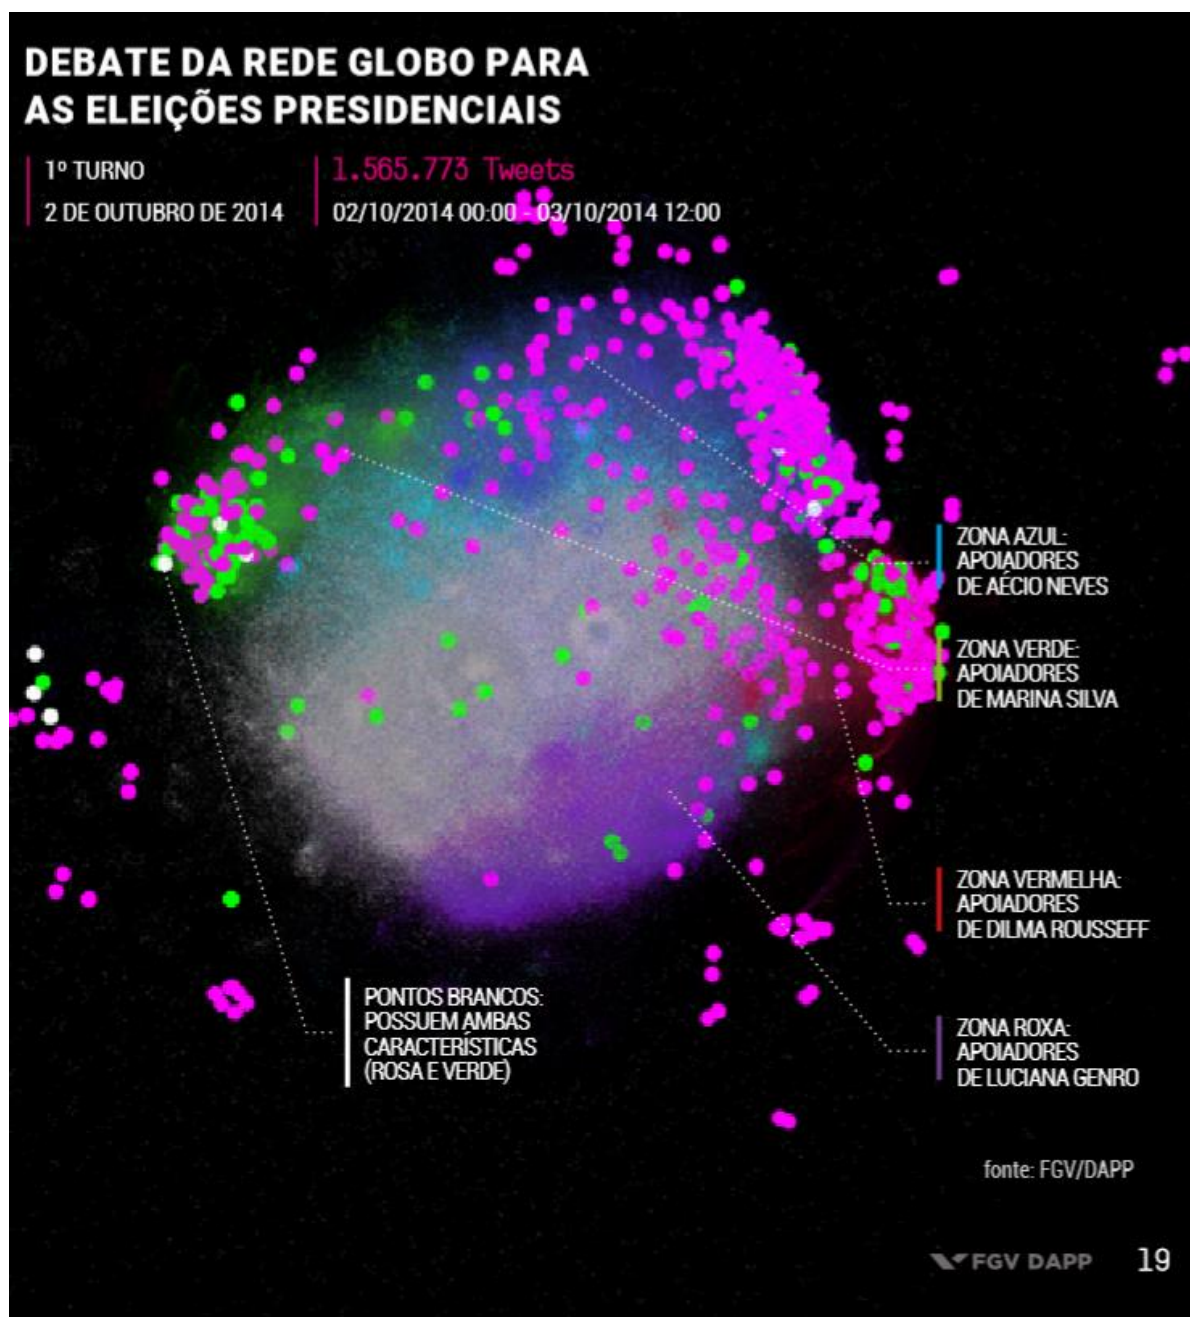 DEBATE DA REDE GLOBO PARA
AS ELEIÇÕES PRESIDENCIAIS
1º TURNO
2 DE OUTUBRO DE 2014
1.565.773 Tweets
02/10/2014 00:00 - 03/10/2014 12:00
ZONA AZUL:
APOIADORES
DE AÉCIO NEVES
ZONA VERDE:
APOIADORES
DE MARINA SILVA
ZONA VERMELHA:
APOIADORES
DE DILMA ROUSSEFF
PONTOS BRANCOS:
POSSUEM AMBAS
CARACTERÍSTICAS
(ROSA E VERDE)
ZONA ROXA:
APOIADORES
DE LUCIANA GENRO
fonte: FGV/DAPP
FGV DAPP
19